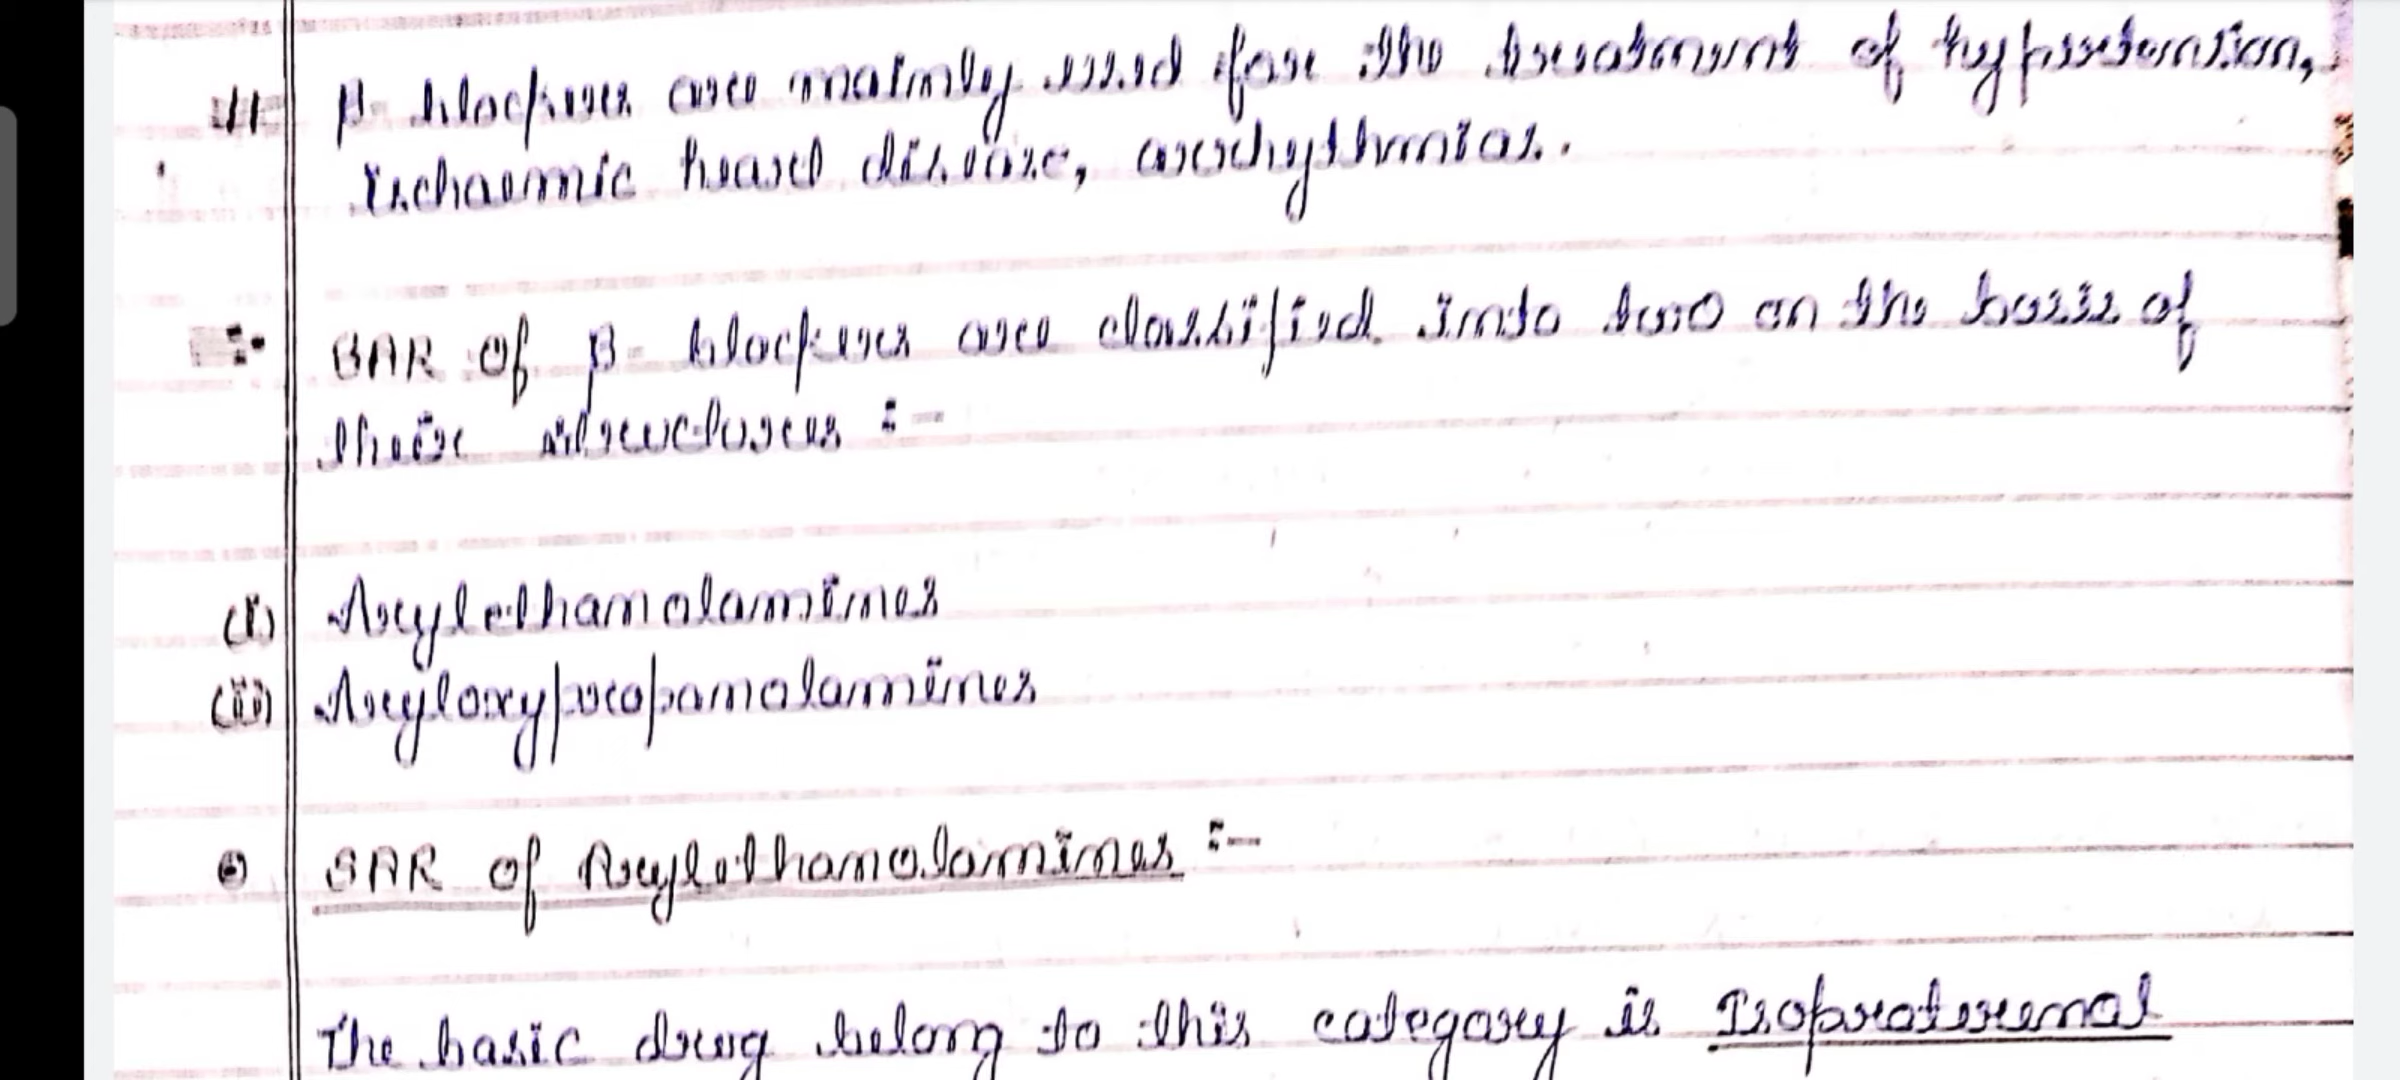 β- blockers are mainly used for the treatment of hypertension,
ischaemic heart disease, arrhythmias.
SAR of β- blockers are classified into two on the basis of
their structures :-
(i) Arylethanolamines
(ii) Aryloxypropanolamines
SAR of Arylethanolamines :-
The basic drug belong to this category is Isoproterenol